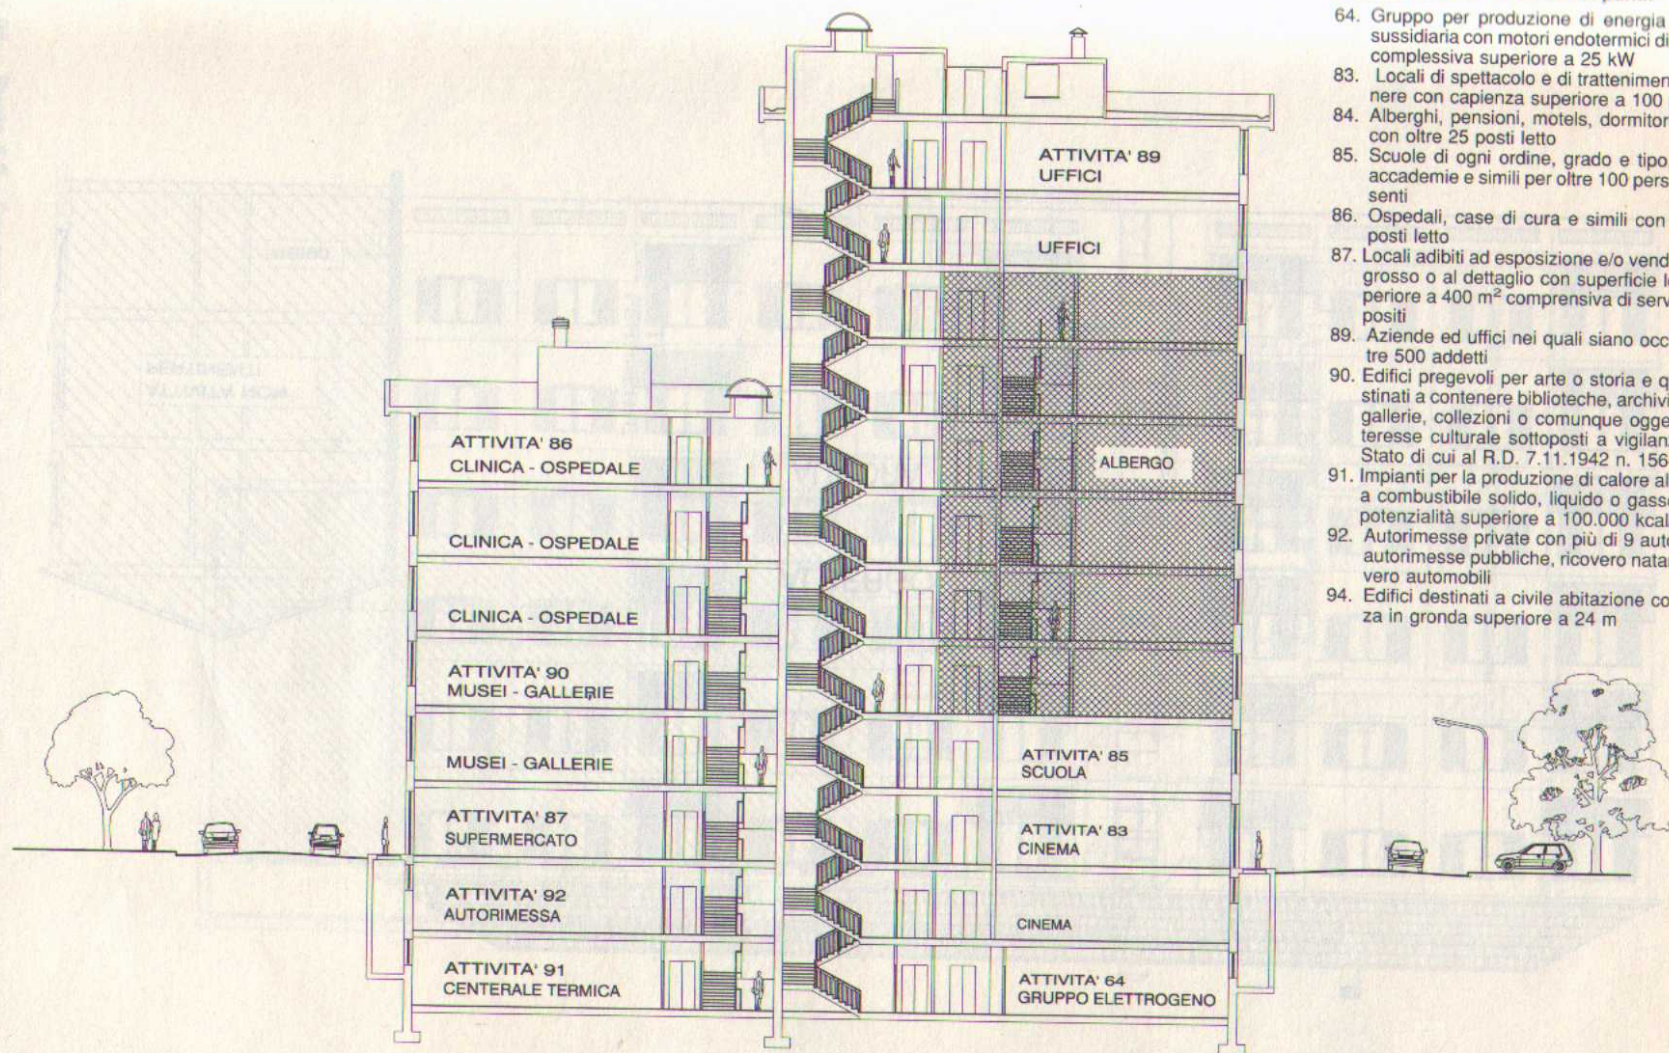 ATTIVITA' 89
UFFICI
UFFICI
ALBERGO
ATTIVITA' 86
CLINICA - OSPEDALE
CLINICA - OSPEDALE
CLINICA - OSPEDALE
ATTIVITA' 90
MUSEI - GALLERIE
MUSEI - GALLERIE
ATTIVITA' 87
SUPERMERCATO
ATTIVITA' 92
AUTORIMESSA
ATTIVITA' 91
CENTERALE TERMICA
ATTIVITA' 85
SCUOLA
ATTIVITA' 83
CINEMA
CINEMA
ATTIVITA' 64
GRUPPO ELETTROGENO
64. Gruppo per produzione di energia
sussidiaria con motori endotermici di
complessiva superiore a 25 kW
83. Locali di spettacolo e di trattenimen
nere con capienza superiore a 100
84. Alberghi, pensioni, motels, dormitor
con oltre 25 posti letto
85. Scuole di ogni ordine, grado e tipo,
accademie e simili per oltre 100 pers
senti
86. Ospedali, case di cura e simili con
posti letto
87. Locali adibiti ad esposizione e/o vend
grosso o al dettaglio con superficie l
periore a 400 m² comprensiva di serv
positi
89. Aziende ed uffici nei quali siano occ
tre 500 addetti
90. Edifici pregevoli per arte o storia e q
stinati a contenere biblioteche, archivi
gallerie, collezioni o comunque ogge
teresse culturale sottoposti a vigilan
Stato di cui al R.D. 7.11.1942 n. 156
91. Impianti per la produzione di calore al
a combustibile solido, liquido o gass
potenzialità superiore a 100.000 kcal
92. Autorimesse private con più di 9 auto
autorimesse pubbliche, ricovero nata
vero automobili
94. Edifici destinati a civile abitazione co
za in gronda superiore a 24 m